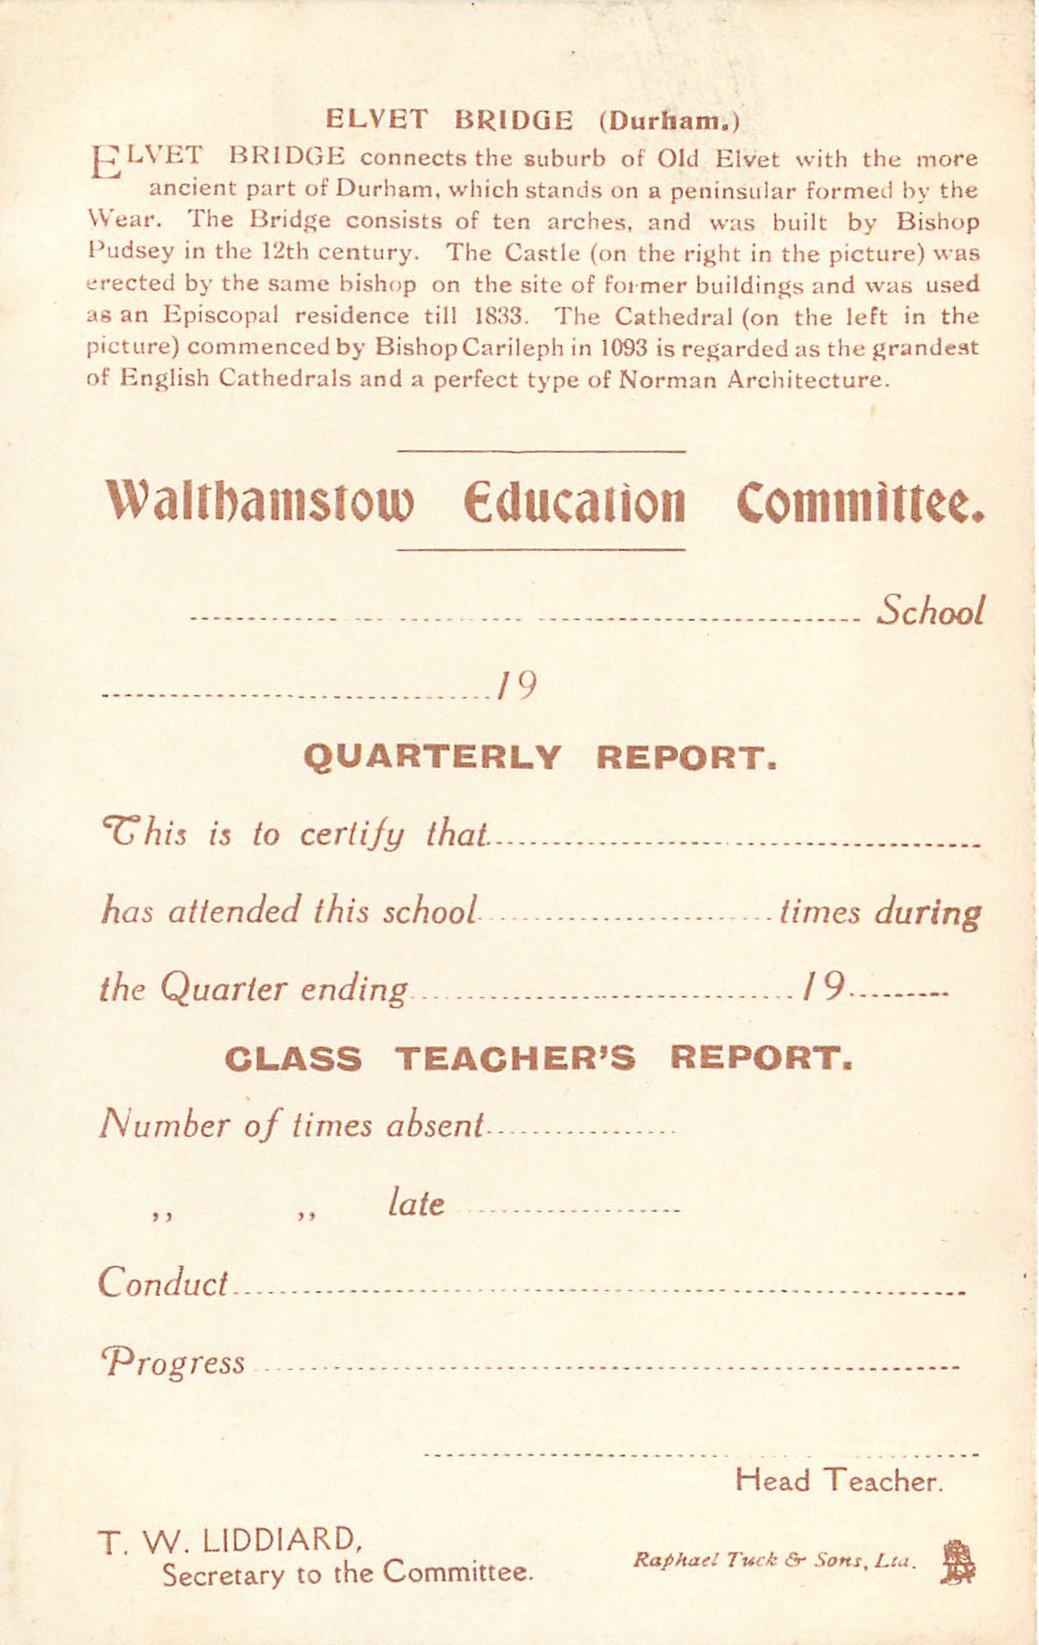 ELVET BRIDGE (Durham.)
ELVET BRIDGE connects the suburb of Old Elvet with the more
ancient part of Durham, which stands on a peninsular formed by the
Wear. The Bridge consists of ten arches, and was built by Bishop
Pudsey in the 12th century. The Castle (on the right in the picture) was
erected by the same bishop on the site of former buildings and was used
as an Episcopal residence till 1833. The Cathedral (on the left in the
picture) commenced by Bishop Carileph in 1093 is regarded as the grandest
of English Cathedrals and a perfect type of Norman Architecture.
Walthamstow Education Committee.
School
19
QUARTERLY REPORT.
This is to certify that
has attended this school times during
the Quarter ending 19
CLASS TEACHER'S REPORT.
Number of times absent
,, ,, late
Conduct
Progress
Head Teacher.
T. W. LIDDIARD,
Secretary to the Committee.
Raphael Tuck & Sons, Ltd.